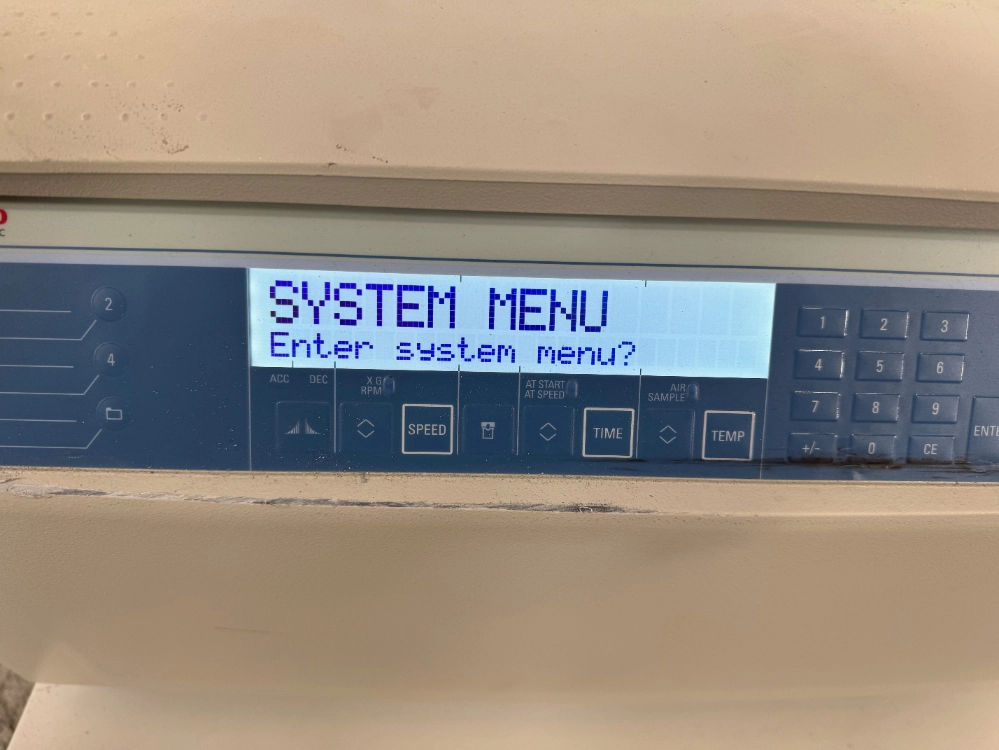 SYSTEM MENU
Enter system menu?
2
4
ACC DEC
X G
RPM
SPEED
AT START
AT SPEED
TIME
AIR
SAMPLE
TEMP
1 2 3
4 5 6
7 8 9
+/- 0 CE